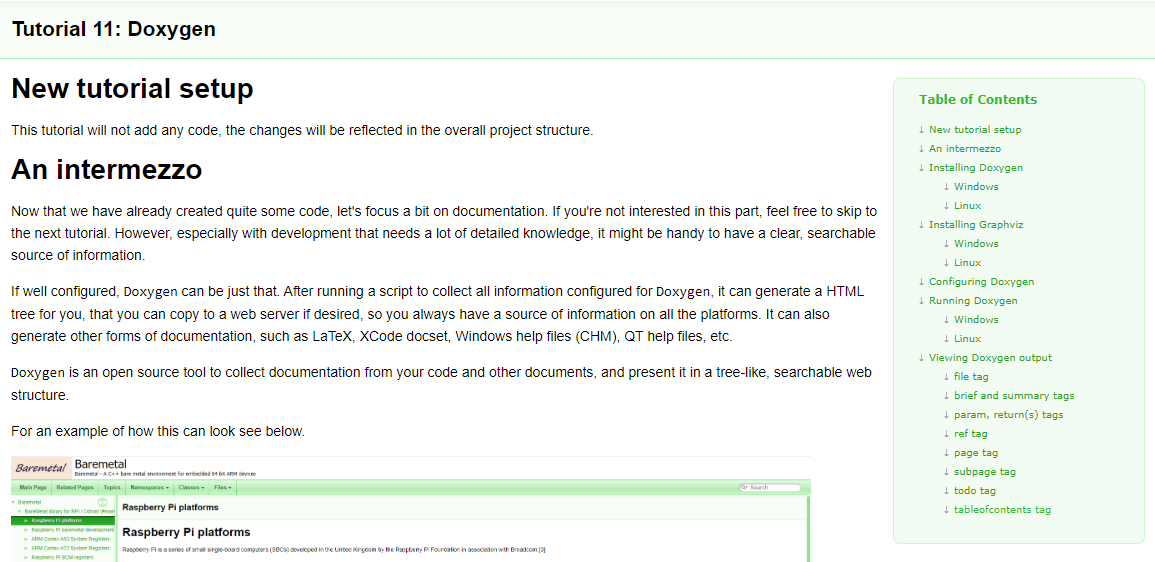 Tutorial 11: Doxygen
New tutorial setup
This tutorial will not add any code, the changes will be reflected in the overall project structure.
An intermezzo
Now that we have already created quite some code, let's focus a bit on documentation. If you're not interested in this part, feel free to skip to
the next tutorial. However, especially with development that needs a lot of detailed knowledge, it might be handy to have a clear, searchable
source of information.
If well configured, Doxygen can be just that. After running a script to collect all information configured for Doxygen, it can generate a HTML
tree for you, that you can copy to a web server if desired, so you always have a source of information on all the platforms. It can also
generate other forms of documentation, such as LaTeX, XCode docset, Windows help files (CHM), QT help files, etc.
Doxygen is an open source tool to collect documentation from your code and other documents, and present it in a tree-like, searchable web
structure.
For an example of how this can look see below.
Table of Contents
↓ New tutorial setup
↓ An intermezzo
↓ Installing Doxygen
↓ Windows
↓ Linux
↓ Installing Graphviz
↓ Windows
↓ Linux
↓ Configuring Doxygen
↓ Running Doxygen
↓ Windows
↓ Linux
↓ Viewing Doxygen output
↓ file tag
↓ brief and summary tags
↓ param, return(s) tags
↓ ref tag
↓ page tag
↓ subpage tag
↓ todo tag
↓ tableofcontents tag
Baremetal
Baremetal
Baremetal - A C++ bare metal environment for embedded 64 bit ARM devices
Main Page Related Pages Topics Namespaces Classes Files Search
Baremetal
BareMetal library for RPI / Odroid
Raspberry Pi platforms
Raspberry Pi baremetal development
ARM Cortex-A53 System Registers
ARM Cortex-A72 System Registers
Raspberry Pi BCM registers
Raspberry Pi platforms
Raspberry Pi platforms
Raspberry Pi is a series of small single-board computers (SBCs) developed in the United Kingdom by the Raspberry Pi Foundation in association with Broadcom.[3]